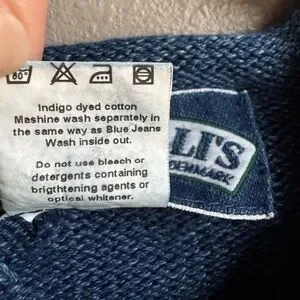 60°
Indigo dyed cotton
Mashine wash separately in
the same way as Blue Jeans
Wash inside out.
Do not use bleach or
detergents containing
brigthtening agents or
optical whitener.
LI'S
DENMARK